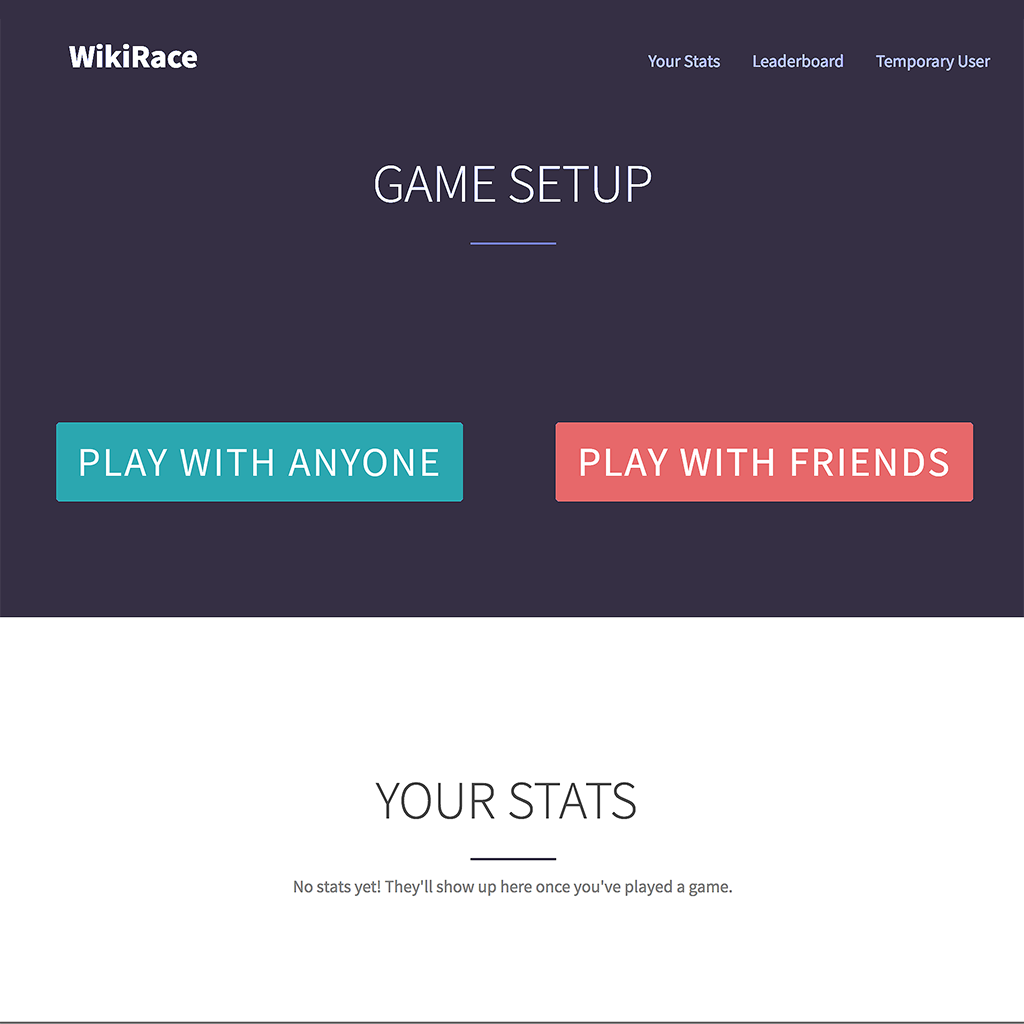 WikiRace
Your Stats Leaderboard Temporary User
GAME SETUP
PLAY WITH ANYONE
PLAY WITH FRIENDS
YOUR STATS
No stats yet! They'll show up here once you've played a game.